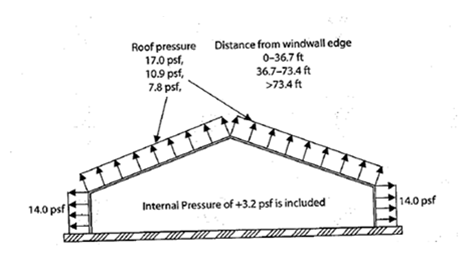 Roof pressure
17.0 psf,
10.9 psf,
7.8 psf,
Distance from windwall edge
0–36.7 ft
36.7–73.4 ft
>73.4 ft
14.0 psf
Internal Pressure of +3.2 psf is included
14.0 psf